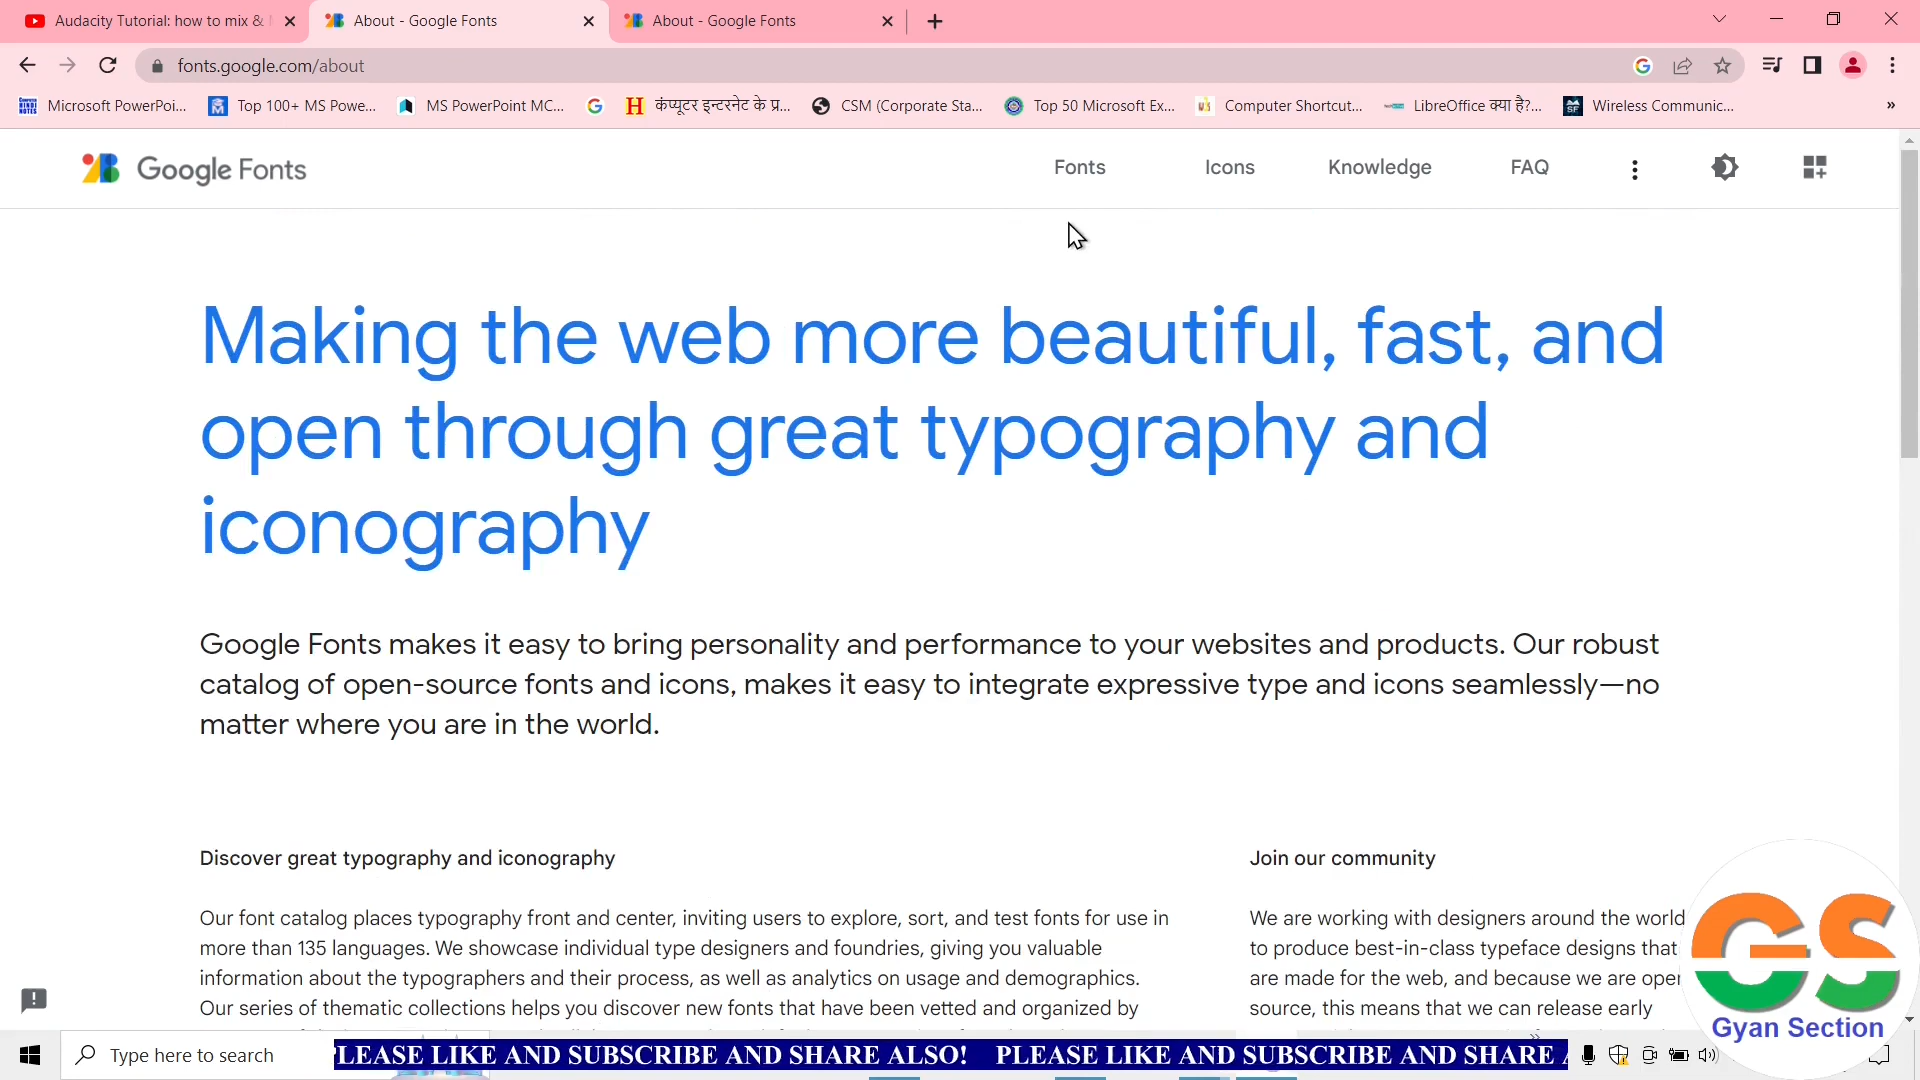 Audacity Tutorial: how to mix &
About - Google Fonts
About - Google Fonts
fonts.google.com/about
Microsoft PowerPoi...
Top 100+ MS Powe...
MS PowerPoint MC...
कंप्यूटर इन्टरनेट के प्र...
CSM (Corporate Sta...
Top 50 Microsoft Ex...
Computer Shortcut...
LibreOffice क्या है?...
Wireless Communic...
Google Fonts
Fonts
Icons
Knowledge
FAQ
Making the web more beautiful, fast, and
open through great typography and
iconography
Google Fonts makes it easy to bring personality and performance to your websites and products. Our robust
catalog of open-source fonts and icons, makes it easy to integrate expressive type and icons seamlessly—no
matter where you are in the world.
Discover great typography and iconography
Our font catalog places typography front and center, inviting users to explore, sort, and test fonts for use in
more than 135 languages. We showcase individual type designers and foundries, giving you valuable
information about the typographers and their process, as well as analytics on usage and demographics.
Our series of thematic collections helps you discover new fonts that have been vetted and organized by
Join our community
We are working with designers around the world
to produce best-in-class typeface designs that
are made for the web, and because we are open
source, this means that we can release early
GS
Gyan Section
Type here to search
PLEASE LIKE AND SUBSCRIBE AND SHARE ALSO! PLEASE LIKE AND SUBSCRIBE AND SHARE